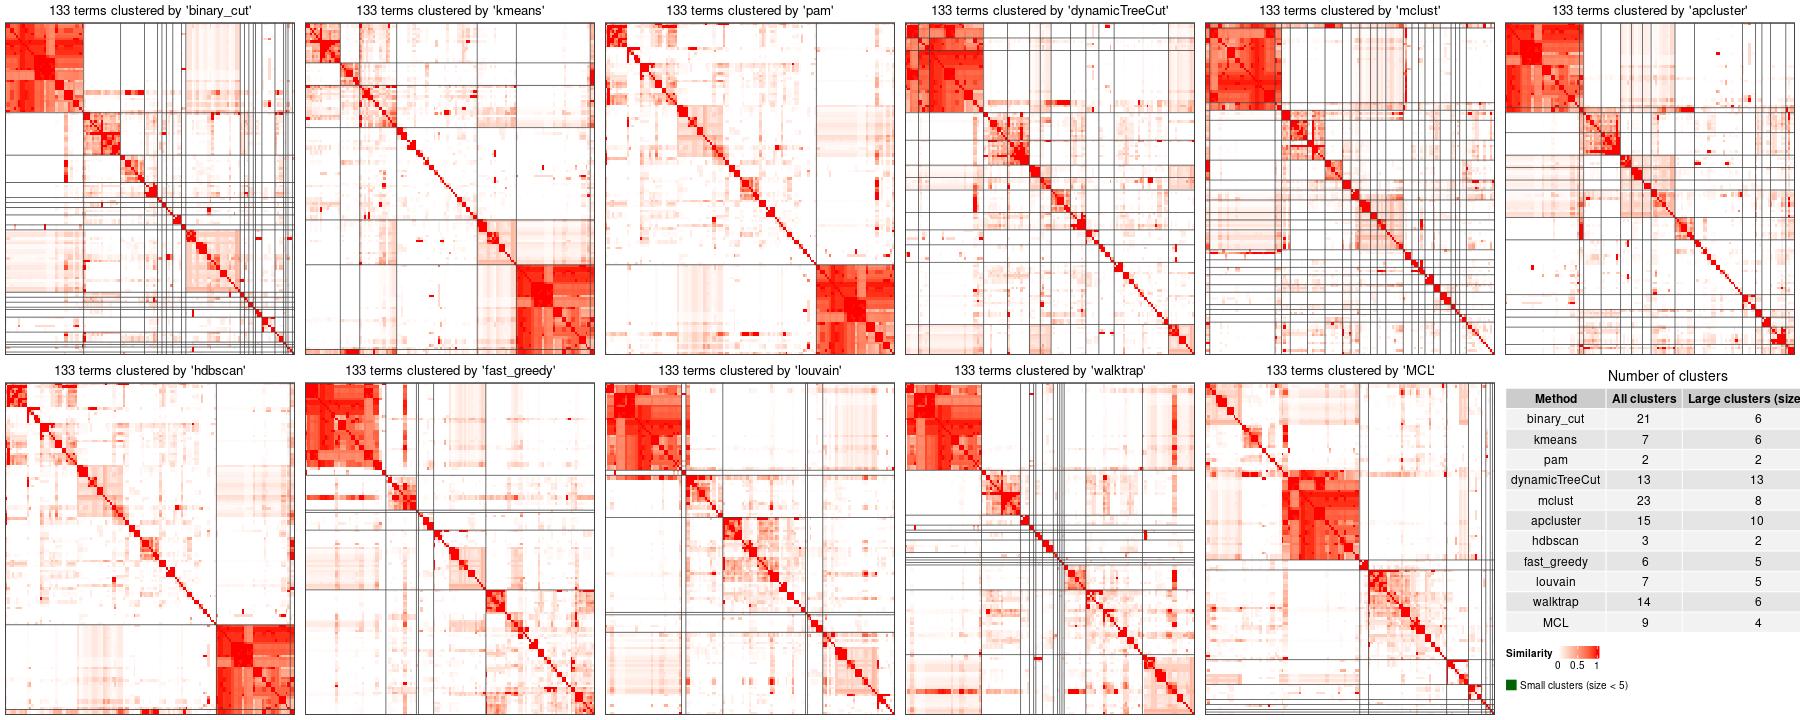 133 terms clustered by 'binary_cut'
133 terms clustered by 'kmeans'
133 terms clustered by 'pam'
133 terms clustered by 'dynamicTreeCut'
133 terms clustered by 'mclust'
133 terms clustered by 'apcluster'
133 terms clustered by 'hdbscan'
133 terms clustered by 'fast_greedy'
133 terms clustered by 'louvain'
133 terms clustered by 'walktrap'
133 terms clustered by 'MCL'
Number of clusters
Method All clusters Large clusters (size
binary_cut 21 6
kmeans 7 6
pam 2 2
dynamicTreeCut 13 13
mclust 23 8
apcluster 15 10
hdbscan 3 2
fast_greedy 6 5
louvain 7 5
walktrap 14 6
MCL 9 4
Similarity
0 0.5 1
Small clusters (size < 5)